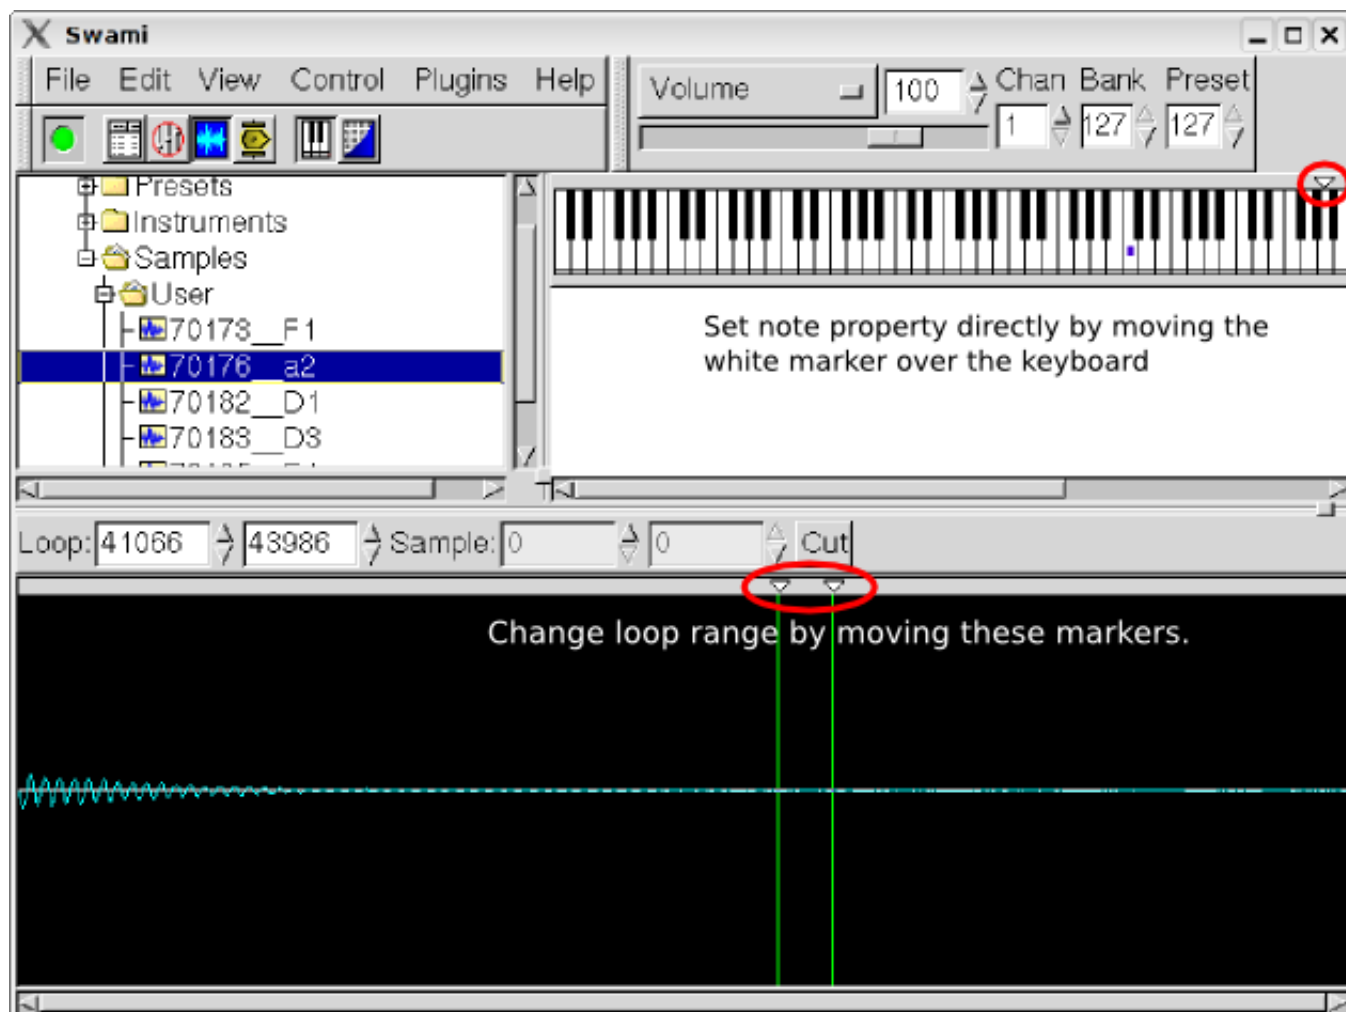 Swami
File Edit View Control Plugins Help
Volume 100 Chan Bank Preset
1 127 127
Presets
Instruments
Samples
User
70173__F1
70176__a2
70182__D1
70183__D3
Set note property directly by moving the
white marker over the keyboard
Loop: 41066 43986 Sample: 0 0 Cut
Change loop range by moving these markers.